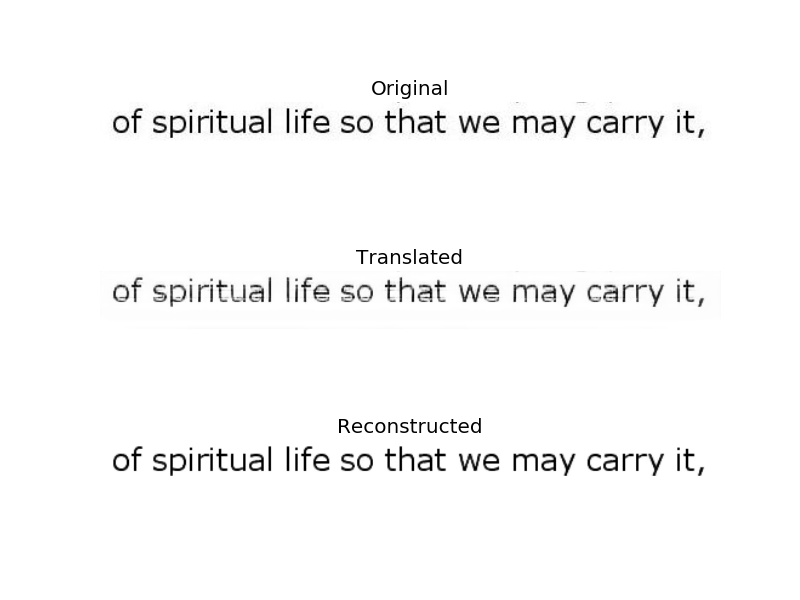 Original
of spiritual life so that we may carry it,
Translated
of spiritual life so that we may carry it,
Reconstructed
of spiritual life so that we may carry it,